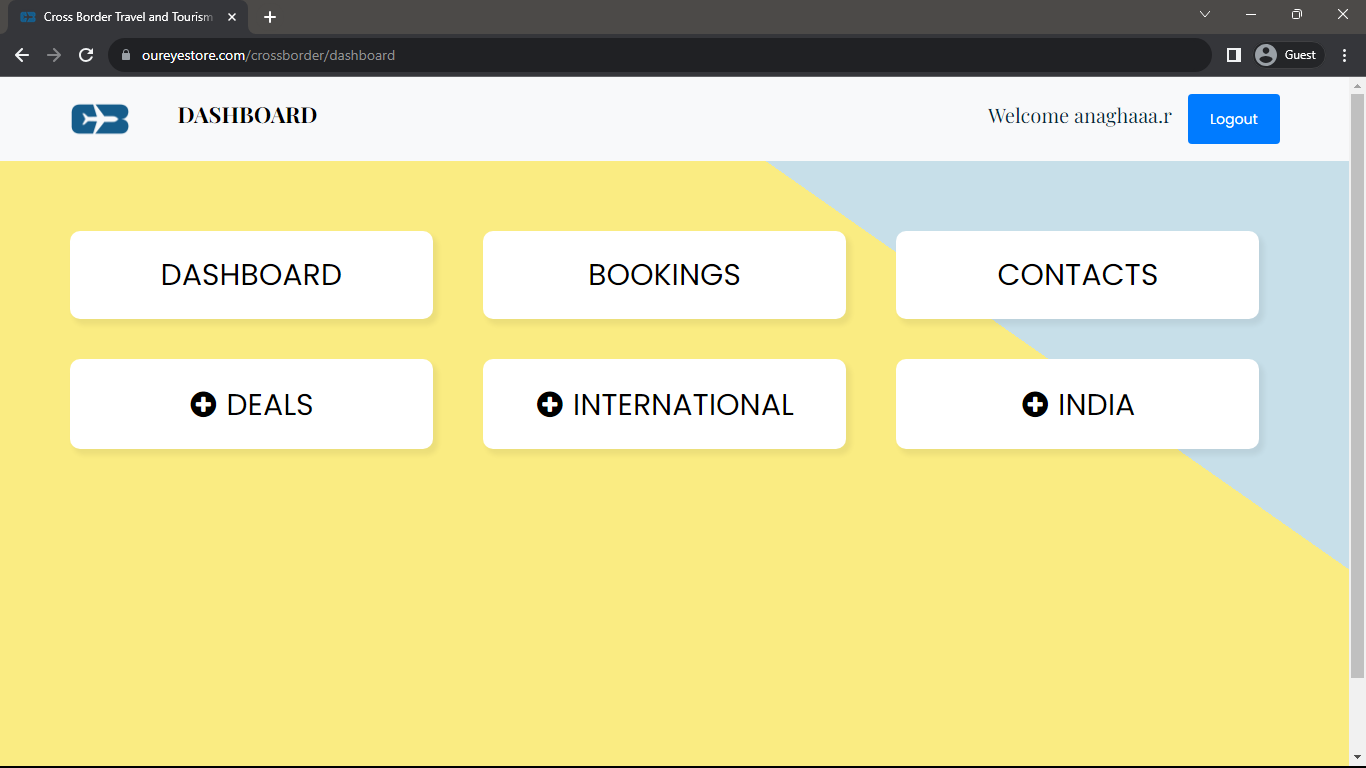 Cross Border Travel and Tourism
oureyestore.com/crossborder/dashboard
Guest
DASHBOARD
Welcome anaghaaa.r
Logout
DASHBOARD
BOOKINGS
CONTACTS
DEALS
INTERNATIONAL
INDIA